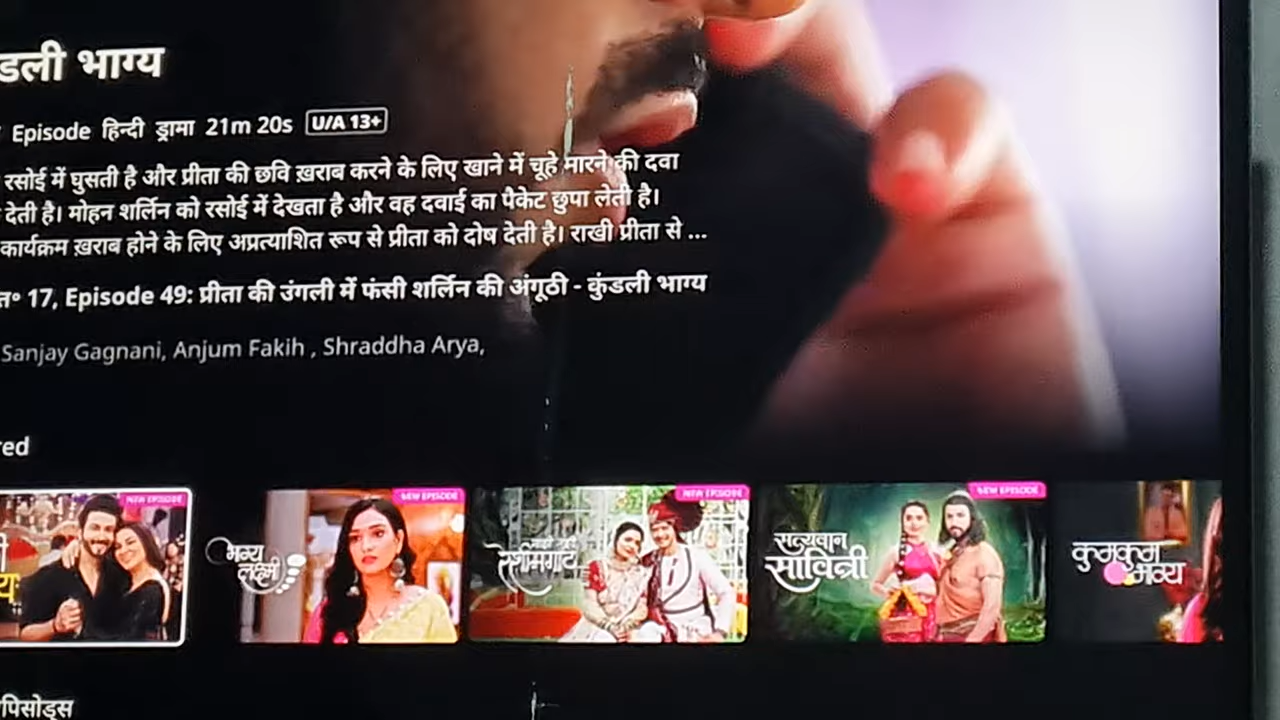 डली भाग्य
Episode हिन्दी ड्रामा 21m 20s U/A 13+
रसोई में घुसती है और प्रीता की छवि ख़राब करने के लिए खाने में चूहे मारने की दवा
देती है। मोहन शर्लिन को रसोई में देखता है और वह दवाई का पैकेट छुपा लेती है।
कार्यक्रम ख़राब होने के लिए अप्रत्याशित रूप से प्रीता को दोष देती है। राखी प्रीता से ...
त॰ 17, Episode 49: प्रीता की उंगली में फंसी शर्लिन की अंगूठी - कुंडली भाग्य
Sanjay Gagnani, Anjum Fakih , Shraddha Arya,
red
NEW EPISODE
NEW EPISODE
NEW EPISODE
NEW EPISODE
भाग्य
लक्ष्मी
रेशीमगाठ
सत्यवान
सावित्री
कुमकुम
भाग्य
पिसोड्स